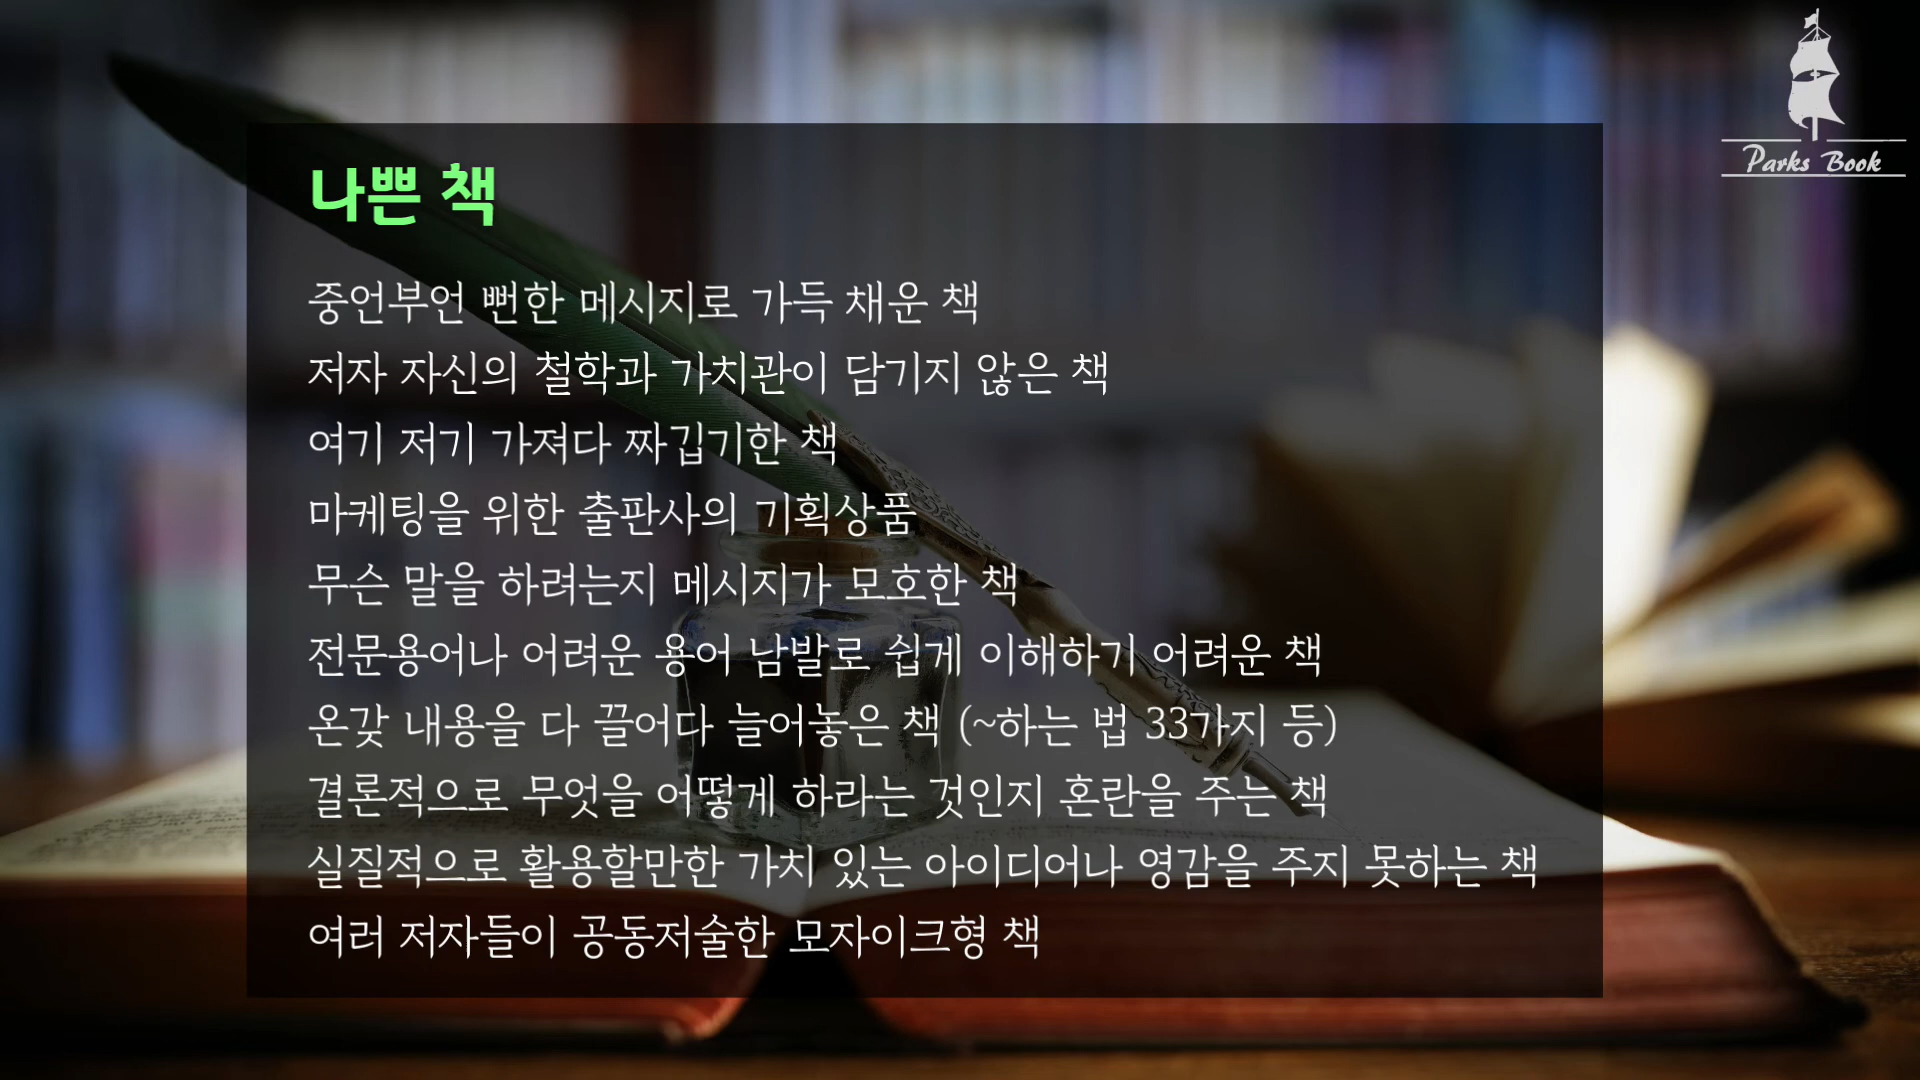 Parks Book
나쁜 책
중언부언 뻔한 메시지로 가득 채운 책
저자 자신의 철학과 가치관이 담기지 않은 책
여기 저기 가져다 짜깁기한 책
마케팅을 위한 출판사의 기획상품
무슨 말을 하려는지 메시지가 모호한 책
전문용어나 어려운 용어 남발로 쉽게 이해하기 어려운 책
온갖 내용을 다 끌어다 늘어놓은 책 (~하는 법 33가지 등)
결론적으로 무엇을 어떻게 하라는 것인지 혼란을 주는 책
실질적으로 활용할만한 가치 있는 아이디어나 영감을 주지 못하는 책
여러 저자들이 공동저술한 모자이크형 책